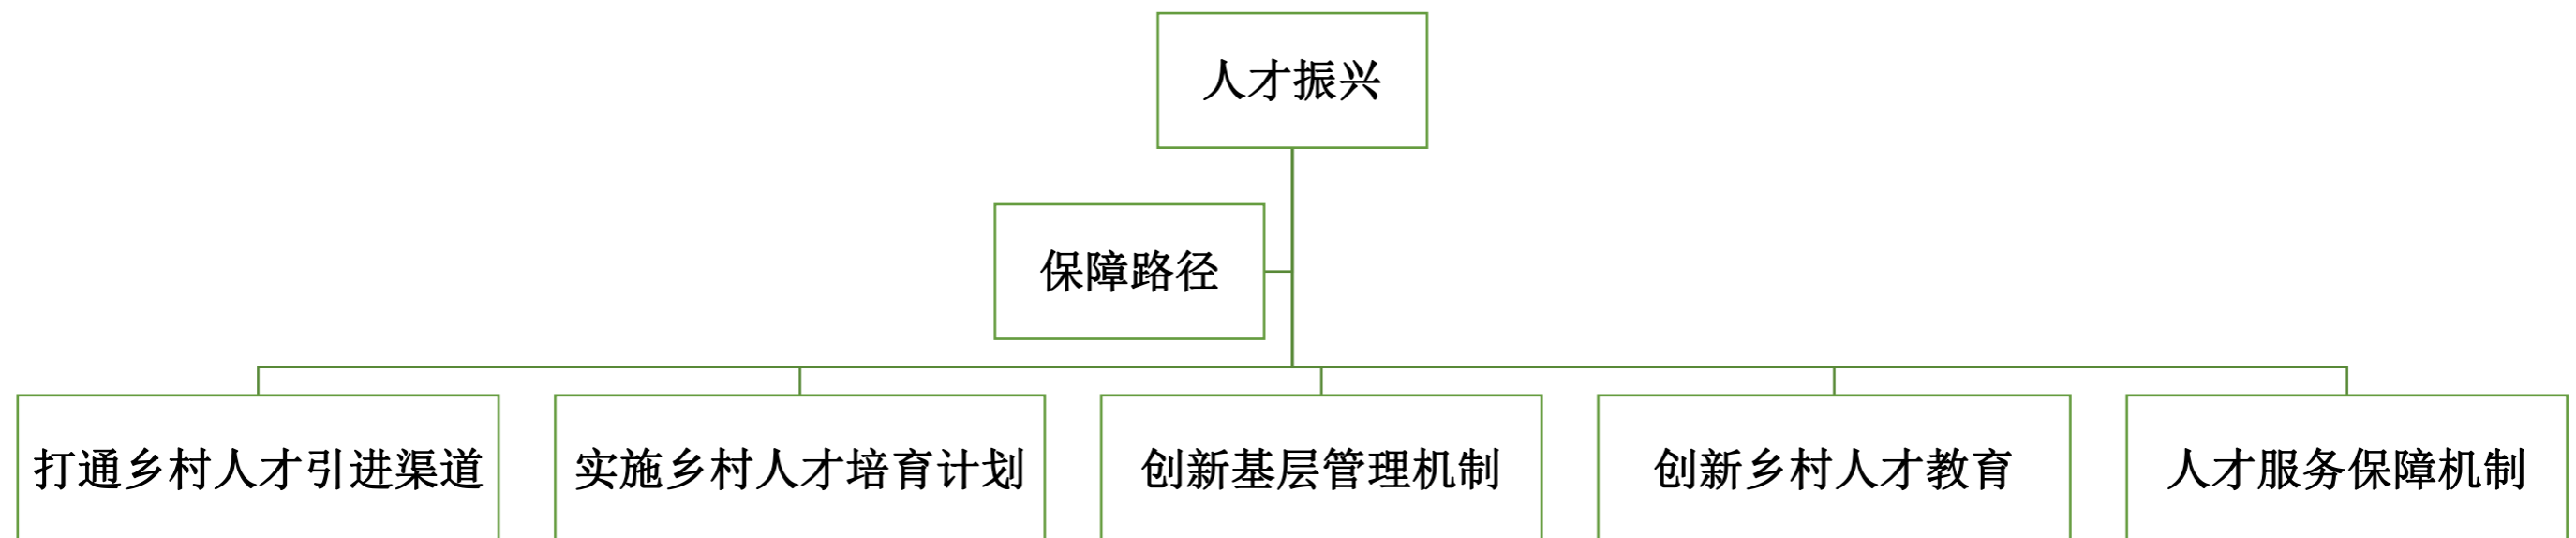 人才振兴
保障路径
打通乡村人才引进渠道
实施乡村人才培育计划
创新基层管理机制
创新乡村人才教育
人才服务保障机制